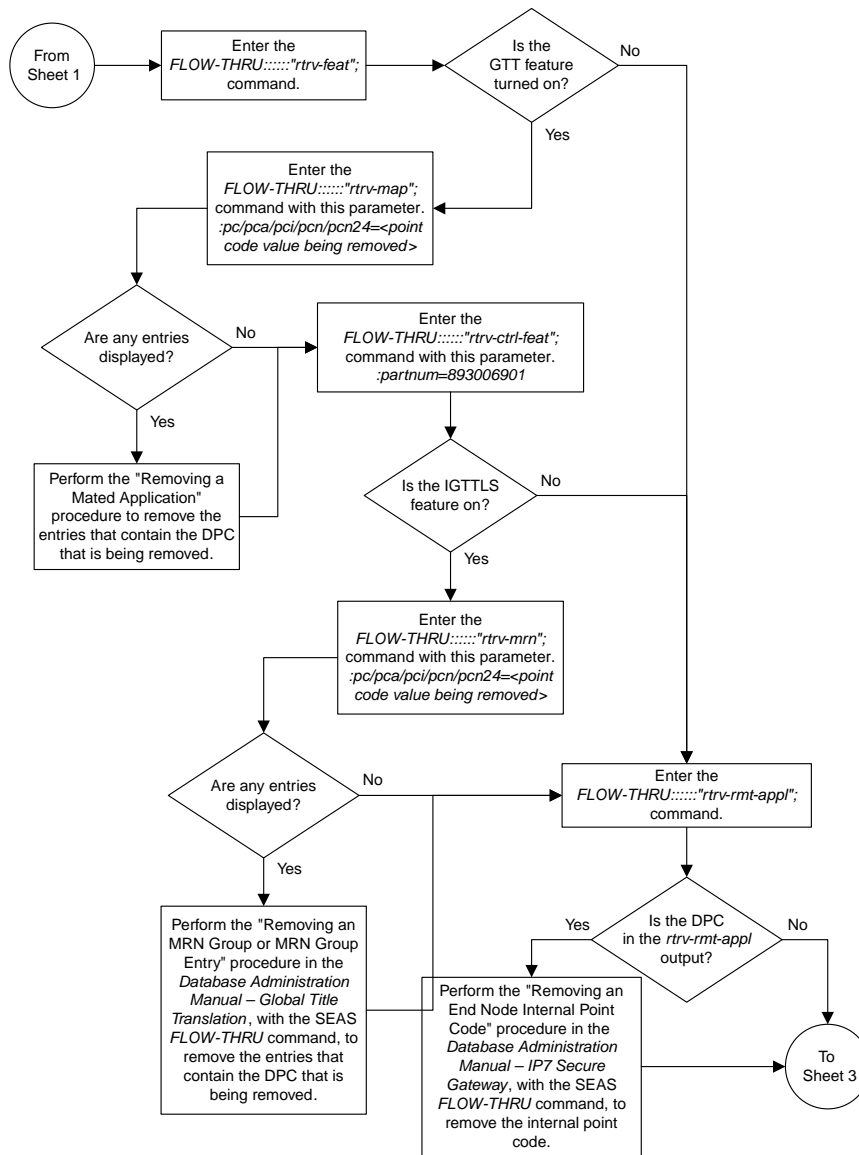 From
Sheet 1
Enter the
FLOW-THRU::::::"rtrv-feat";
command.
Is the
GTT feature
turned on?
No
Yes
Enter the
FLOW-THRU::::::"rtrv-map";
command with this parameter.
:pc/pca/pci/pcn/pcn24=<point
code value being removed>
Are any entries
displayed?
No
Yes
Enter the
FLOW-THRU::::::"rtrv-ctrl-feat";
command with this parameter.
:partnum=893006901
Perform the "Removing a
Mated Application"
procedure to remove the
entries that contain the DPC
that is being removed.
Is the IGTTLS
feature on?
No
Yes
Enter the
FLOW-THRU::::::"rtrv-mrn";
command with this parameter.
:pc/pca/pci/pcn/pcn24=<point
code value being removed>
Are any entries
displayed?
No
Yes
Enter the
FLOW-THRU::::::"rtrv-rmt-appl";
command.
Perform the "Removing an
MRN Group or MRN Group
Entry" procedure in the
Database Administration
Manual – Global Title
Translation, with the SEAS
FLOW-THRU command, to
remove the entries that
contain the DPC that is
being removed.
Is the DPC
in the rtrv-rmt-appl
output?
Yes
No
Perform the "Removing an
End Node Internal Point
Code" procedure in the
Database Administration
Manual – IP7 Secure
Gateway, with the SEAS
FLOW-THRU command, to
remove the internal point
code.
To
Sheet 3